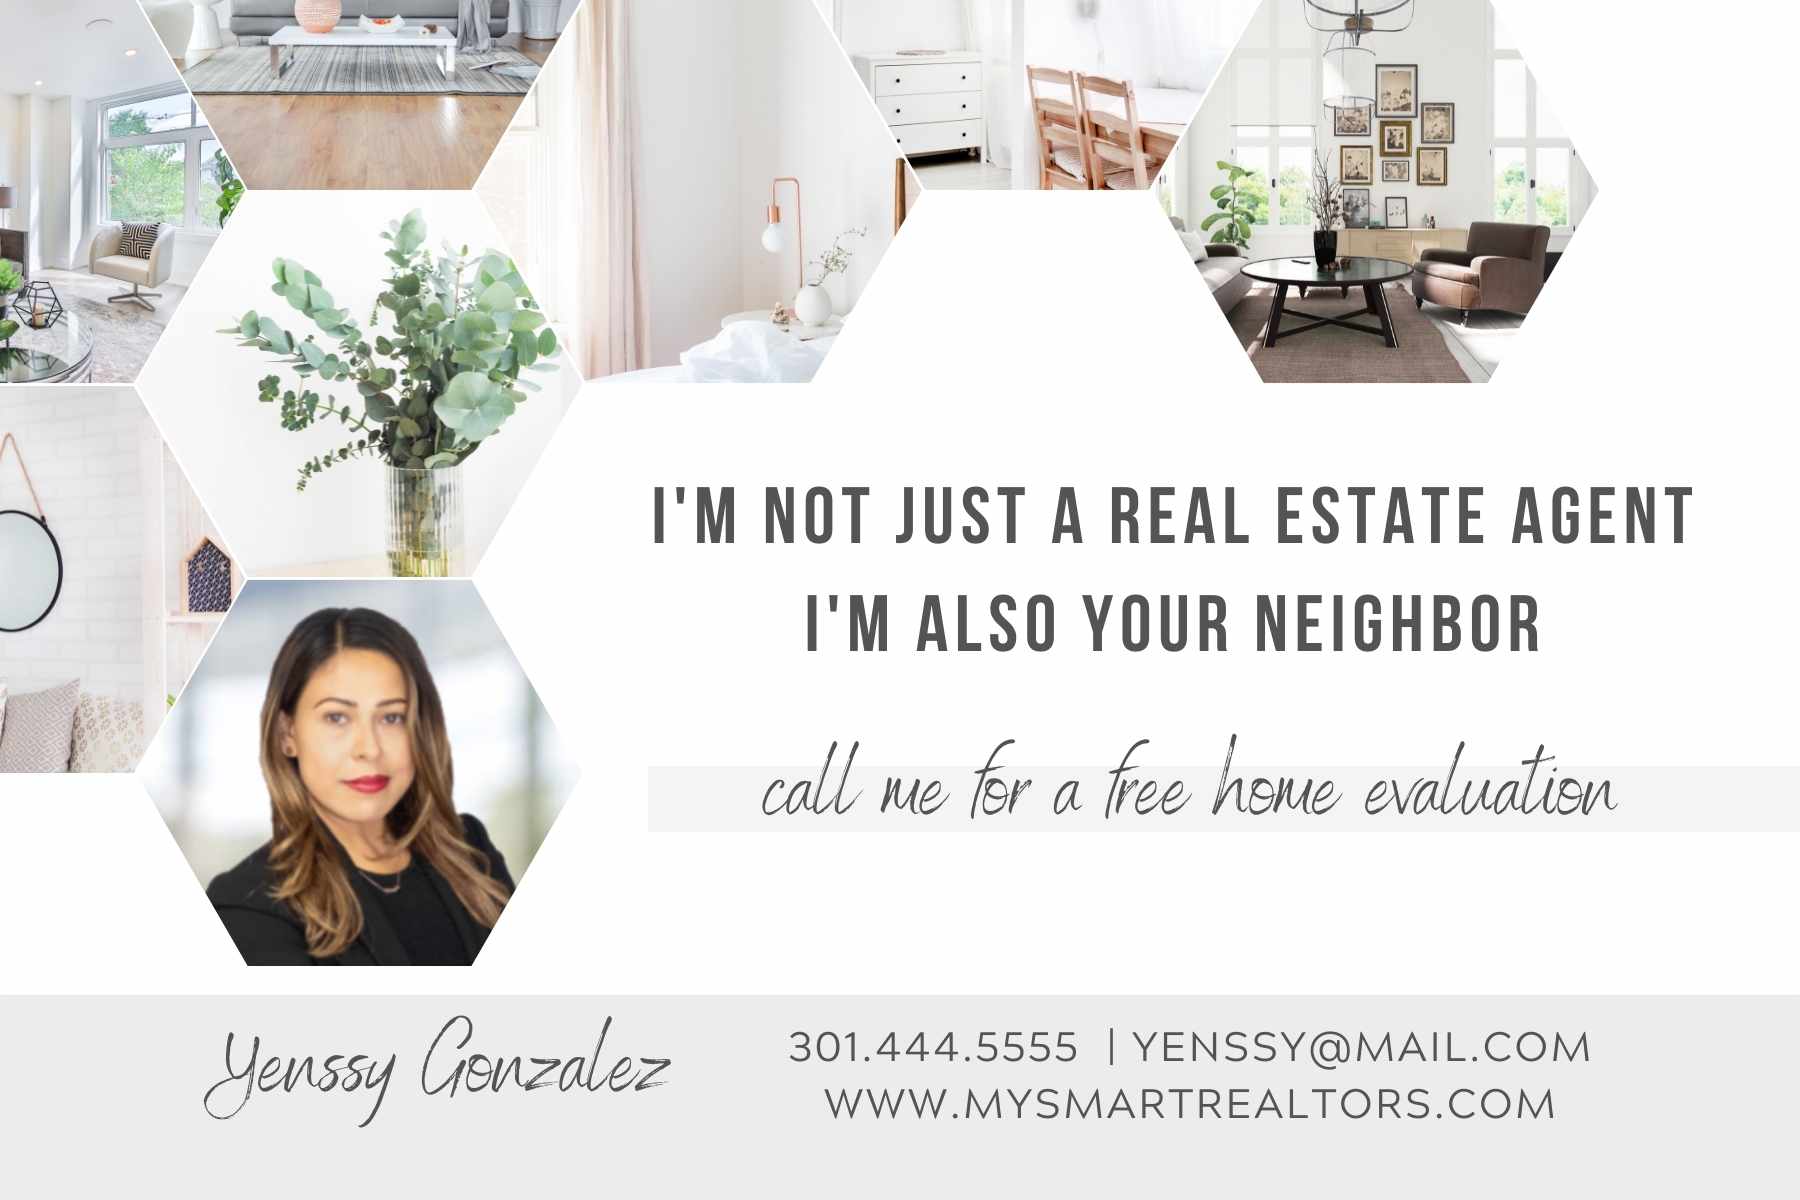 I'M NOT JUST A REAL ESTATE AGENT
I'M ALSO YOUR NEIGHBOR
call me for a free home evaluation
Yenssy Gonzalez
301.444.5555 | YENSSY@MAIL.COM
WWW.MYSMARTREALTORS.COM